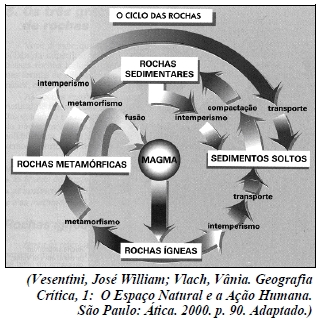 O CICLO DAS ROCHAS
ROCHAS
SEDIMENTARES
intemperismo
metamorfismo
compactação
transporte
fusão
intemperismo
ROCHAS METAMÓRFICAS
MAGMA
SEDIMENTOS SOLTOS
transporte
metamorfismo
intemperismo
ROCHAS ÍGNEAS
(Vesentini, José William; Vlach, Vânia. Geografia
Crítica, 1: O Espaço Natural e a Ação Humana.
São Paulo: Ática. 2000. p. 90. Adaptado.)